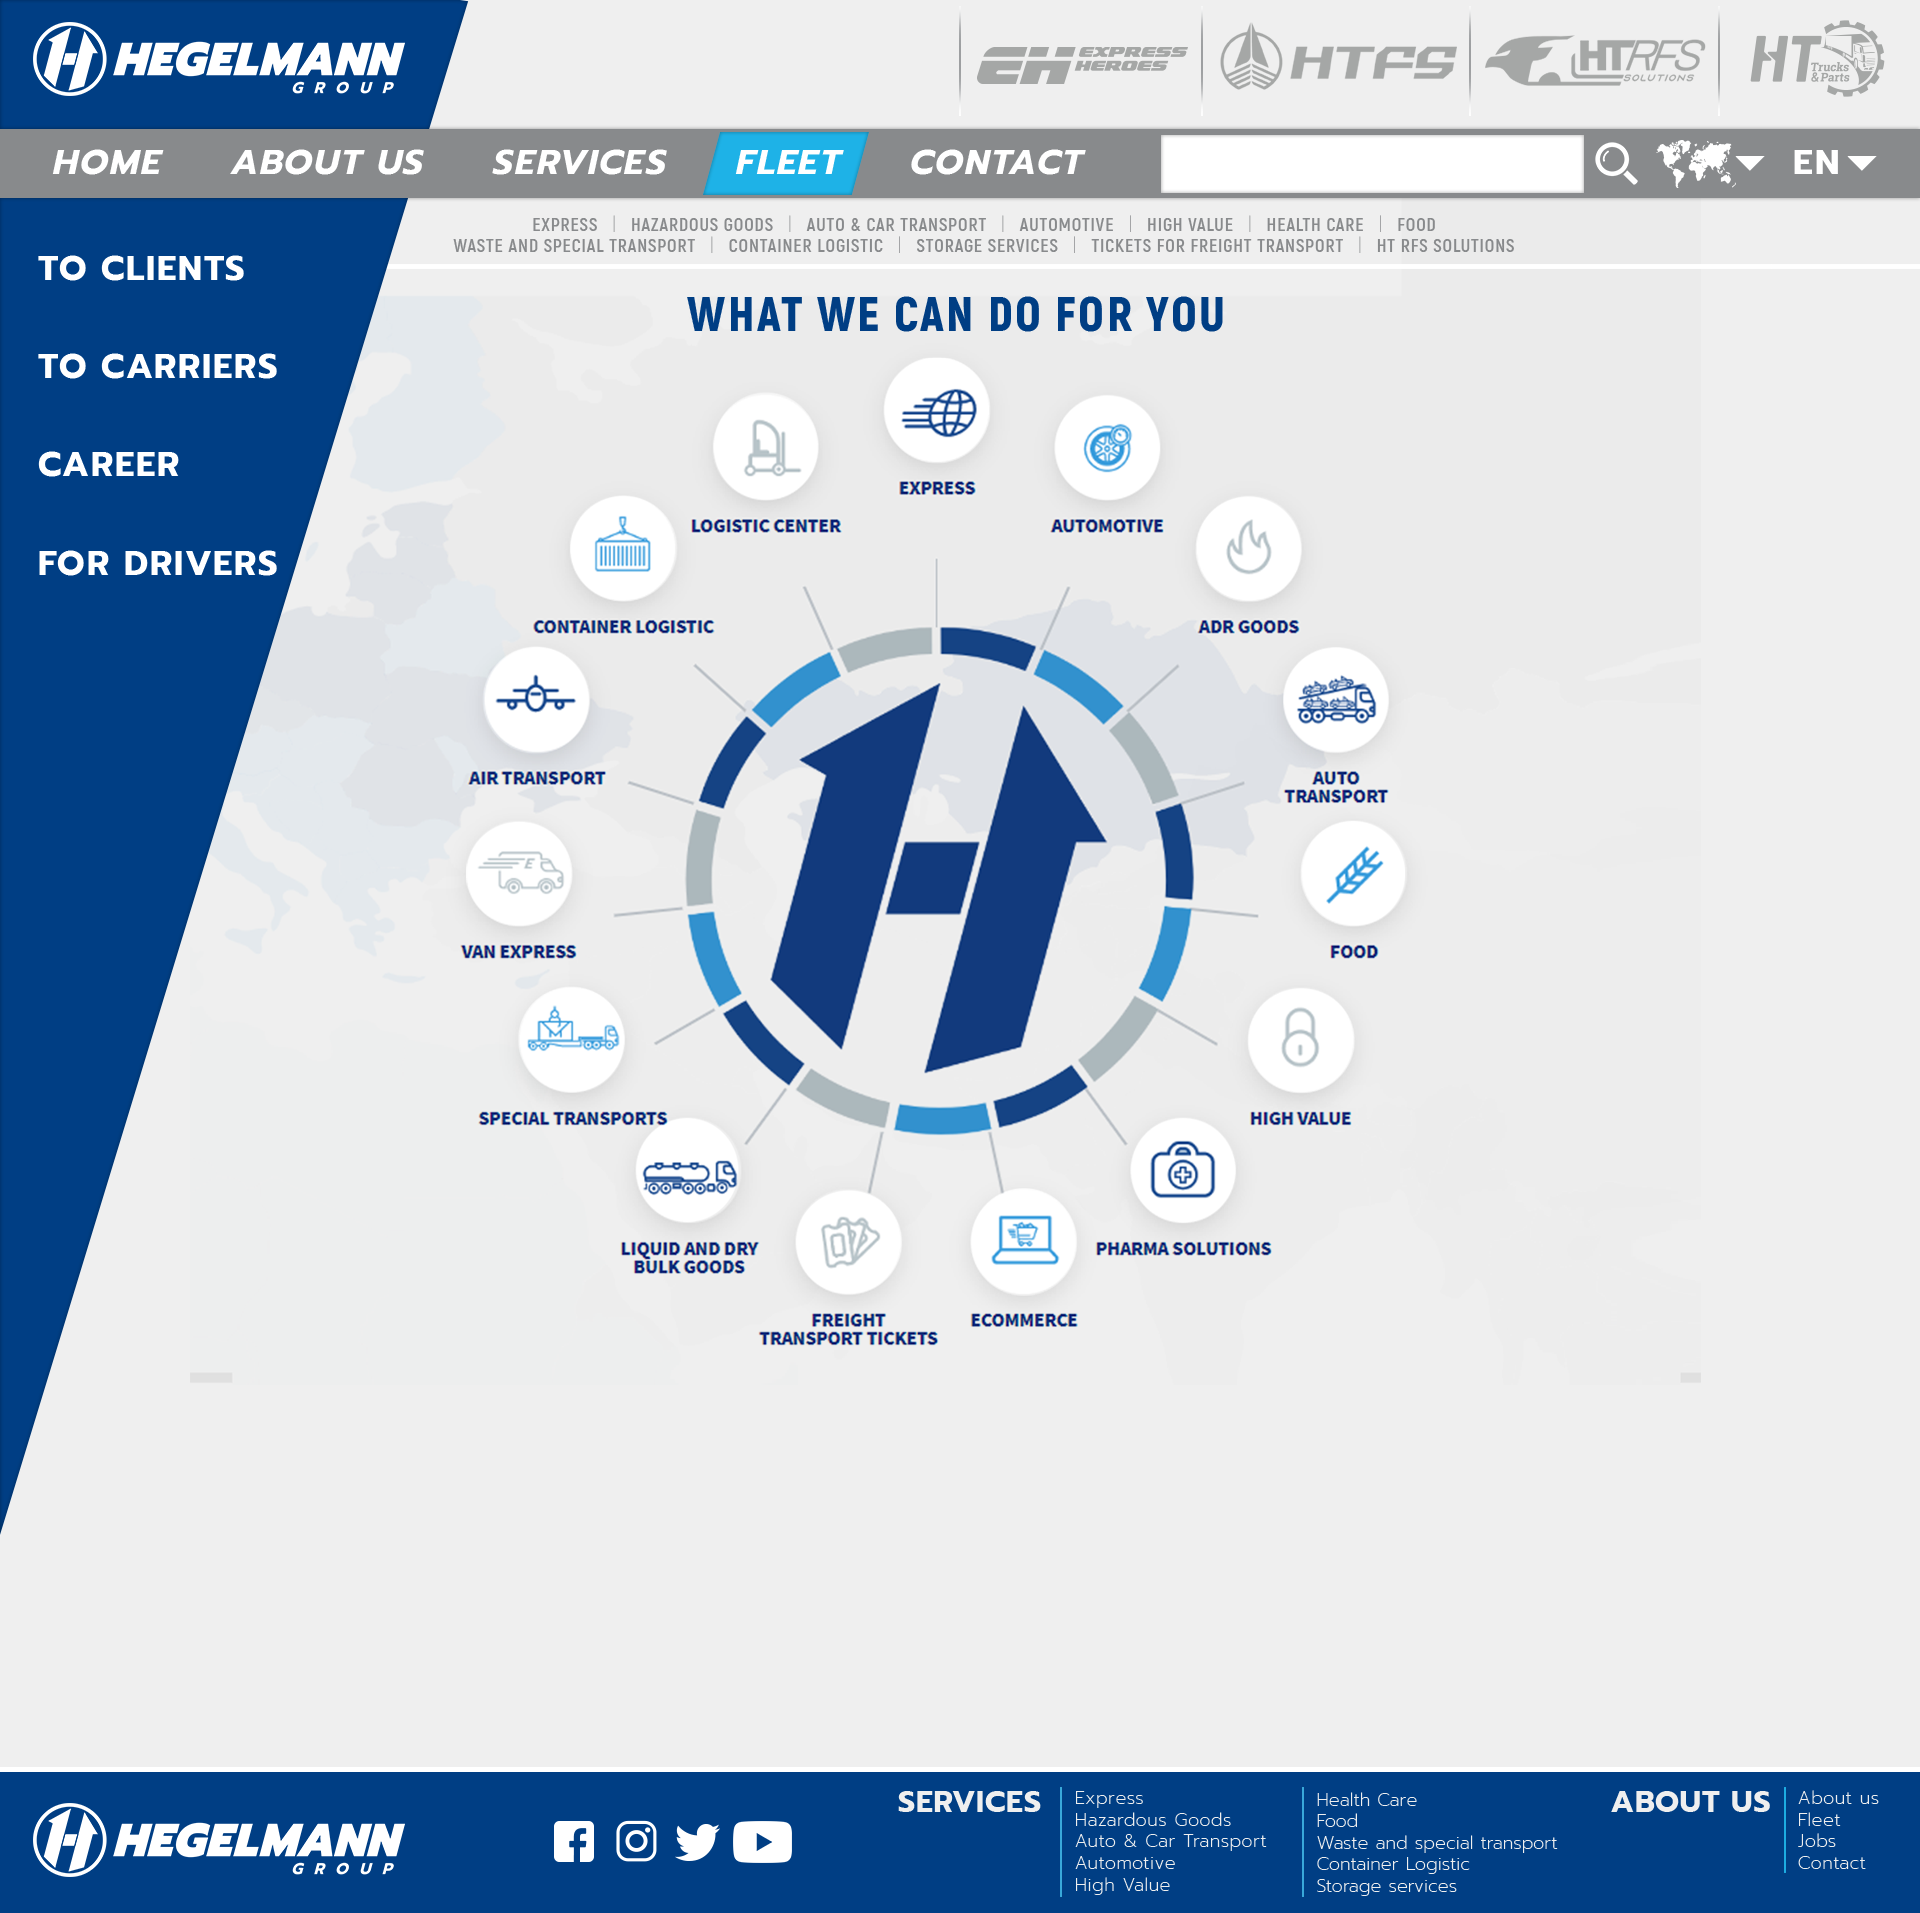 HEGELMANN
GROUP
EH EXPRESS
HEROES
HTFS
HTRFS
SOLUTIONS
HT
Trucks
& Parts
HOME
ABOUT US
SERVICES
FLEET
CONTACT
EN
EXPRESS | HAZARDOUS GOODS | AUTO & CAR TRANSPORT | AUTOMOTIVE | HIGH VALUE | HEALTH CARE | FOOD
WASTE AND SPECIAL TRANSPORT | CONTAINER LOGISTIC | STORAGE SERVICES | TICKETS FOR FREIGHT TRANSPORT | HT RFS SOLUTIONS
TO CLIENTS
TO CARRIERS
CAREER
FOR DRIVERS
WHAT WE CAN DO FOR YOU
EXPRESS
LOGISTIC CENTER
AUTOMOTIVE
CONTAINER LOGISTIC
ADR GOODS
AIR TRANSPORT
AUTO
TRANSPORT
E
VAN EXPRESS
FOOD
SPECIAL TRANSPORTS
HIGH VALUE
LIQUID AND DRY
BULK GOODS
PHARMA SOLUTIONS
FREIGHT
TRANSPORT TICKETS
ECOMMERCE
HEGELMANN
GROUP
SERVICES
Express
Hazardous Goods
Auto & Car Transport
Automotive
High Value
Health Care
Food
Waste and special transport
Container Logistic
Storage services
ABOUT US
About us
Fleet
Jobs
Contact